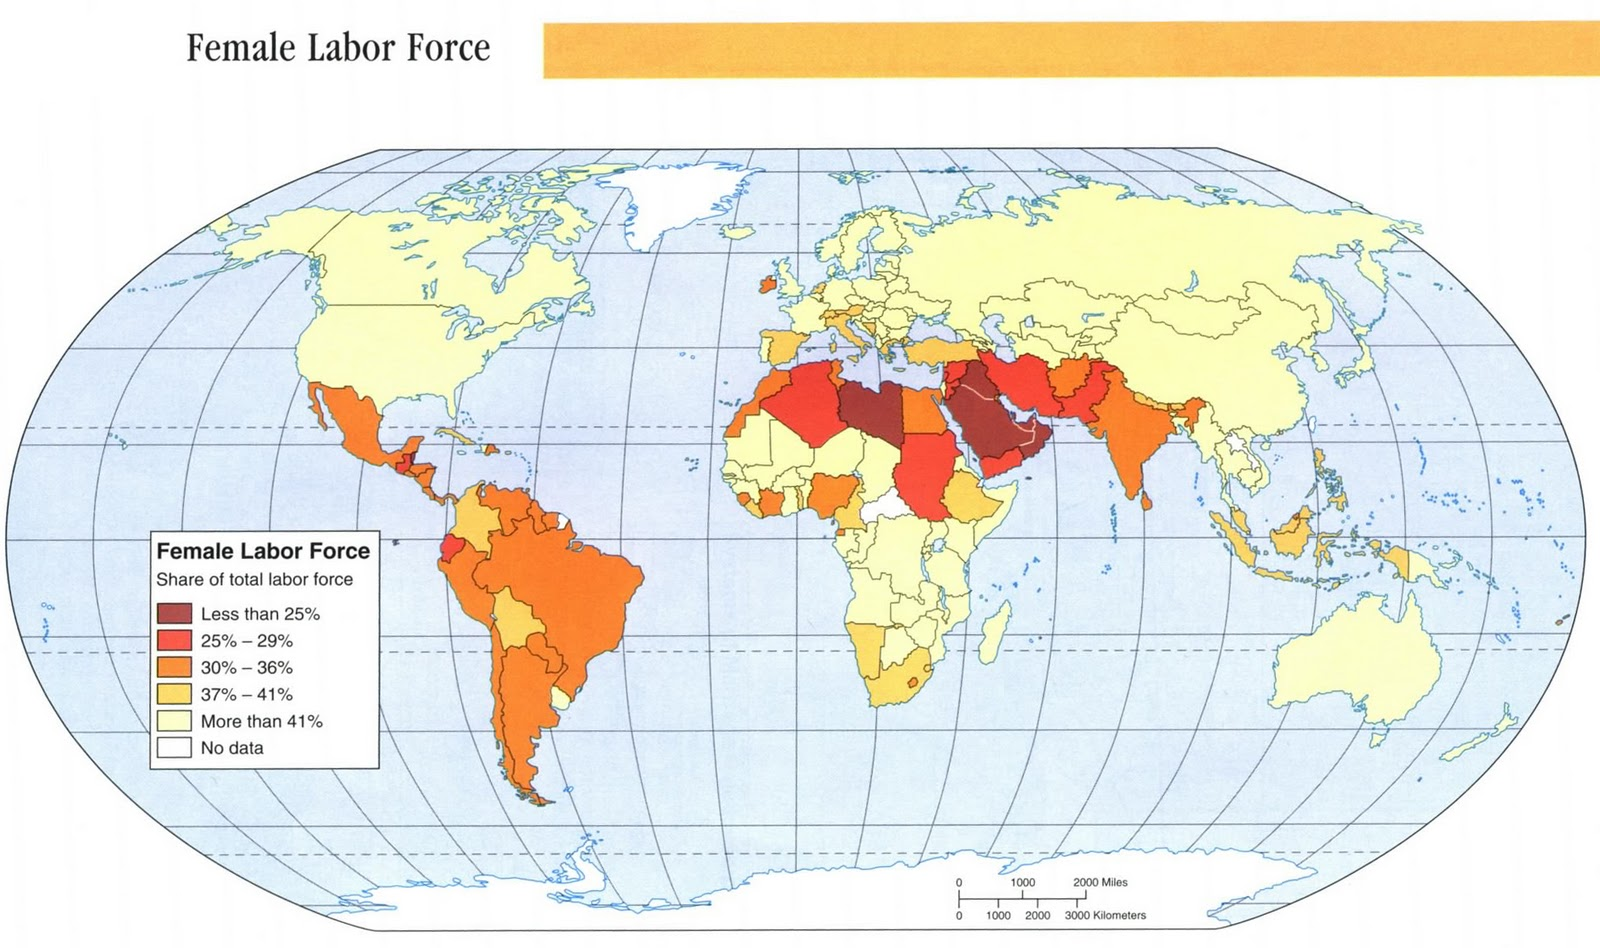 Female Labor Force
Female Labor Force
Share of total labor force
Less than 25%
25% – 29%
30% – 36%
37% – 41%
More than 41%
No data
0 1000 2000 Miles
0 1000 2000 3000 Kilometers